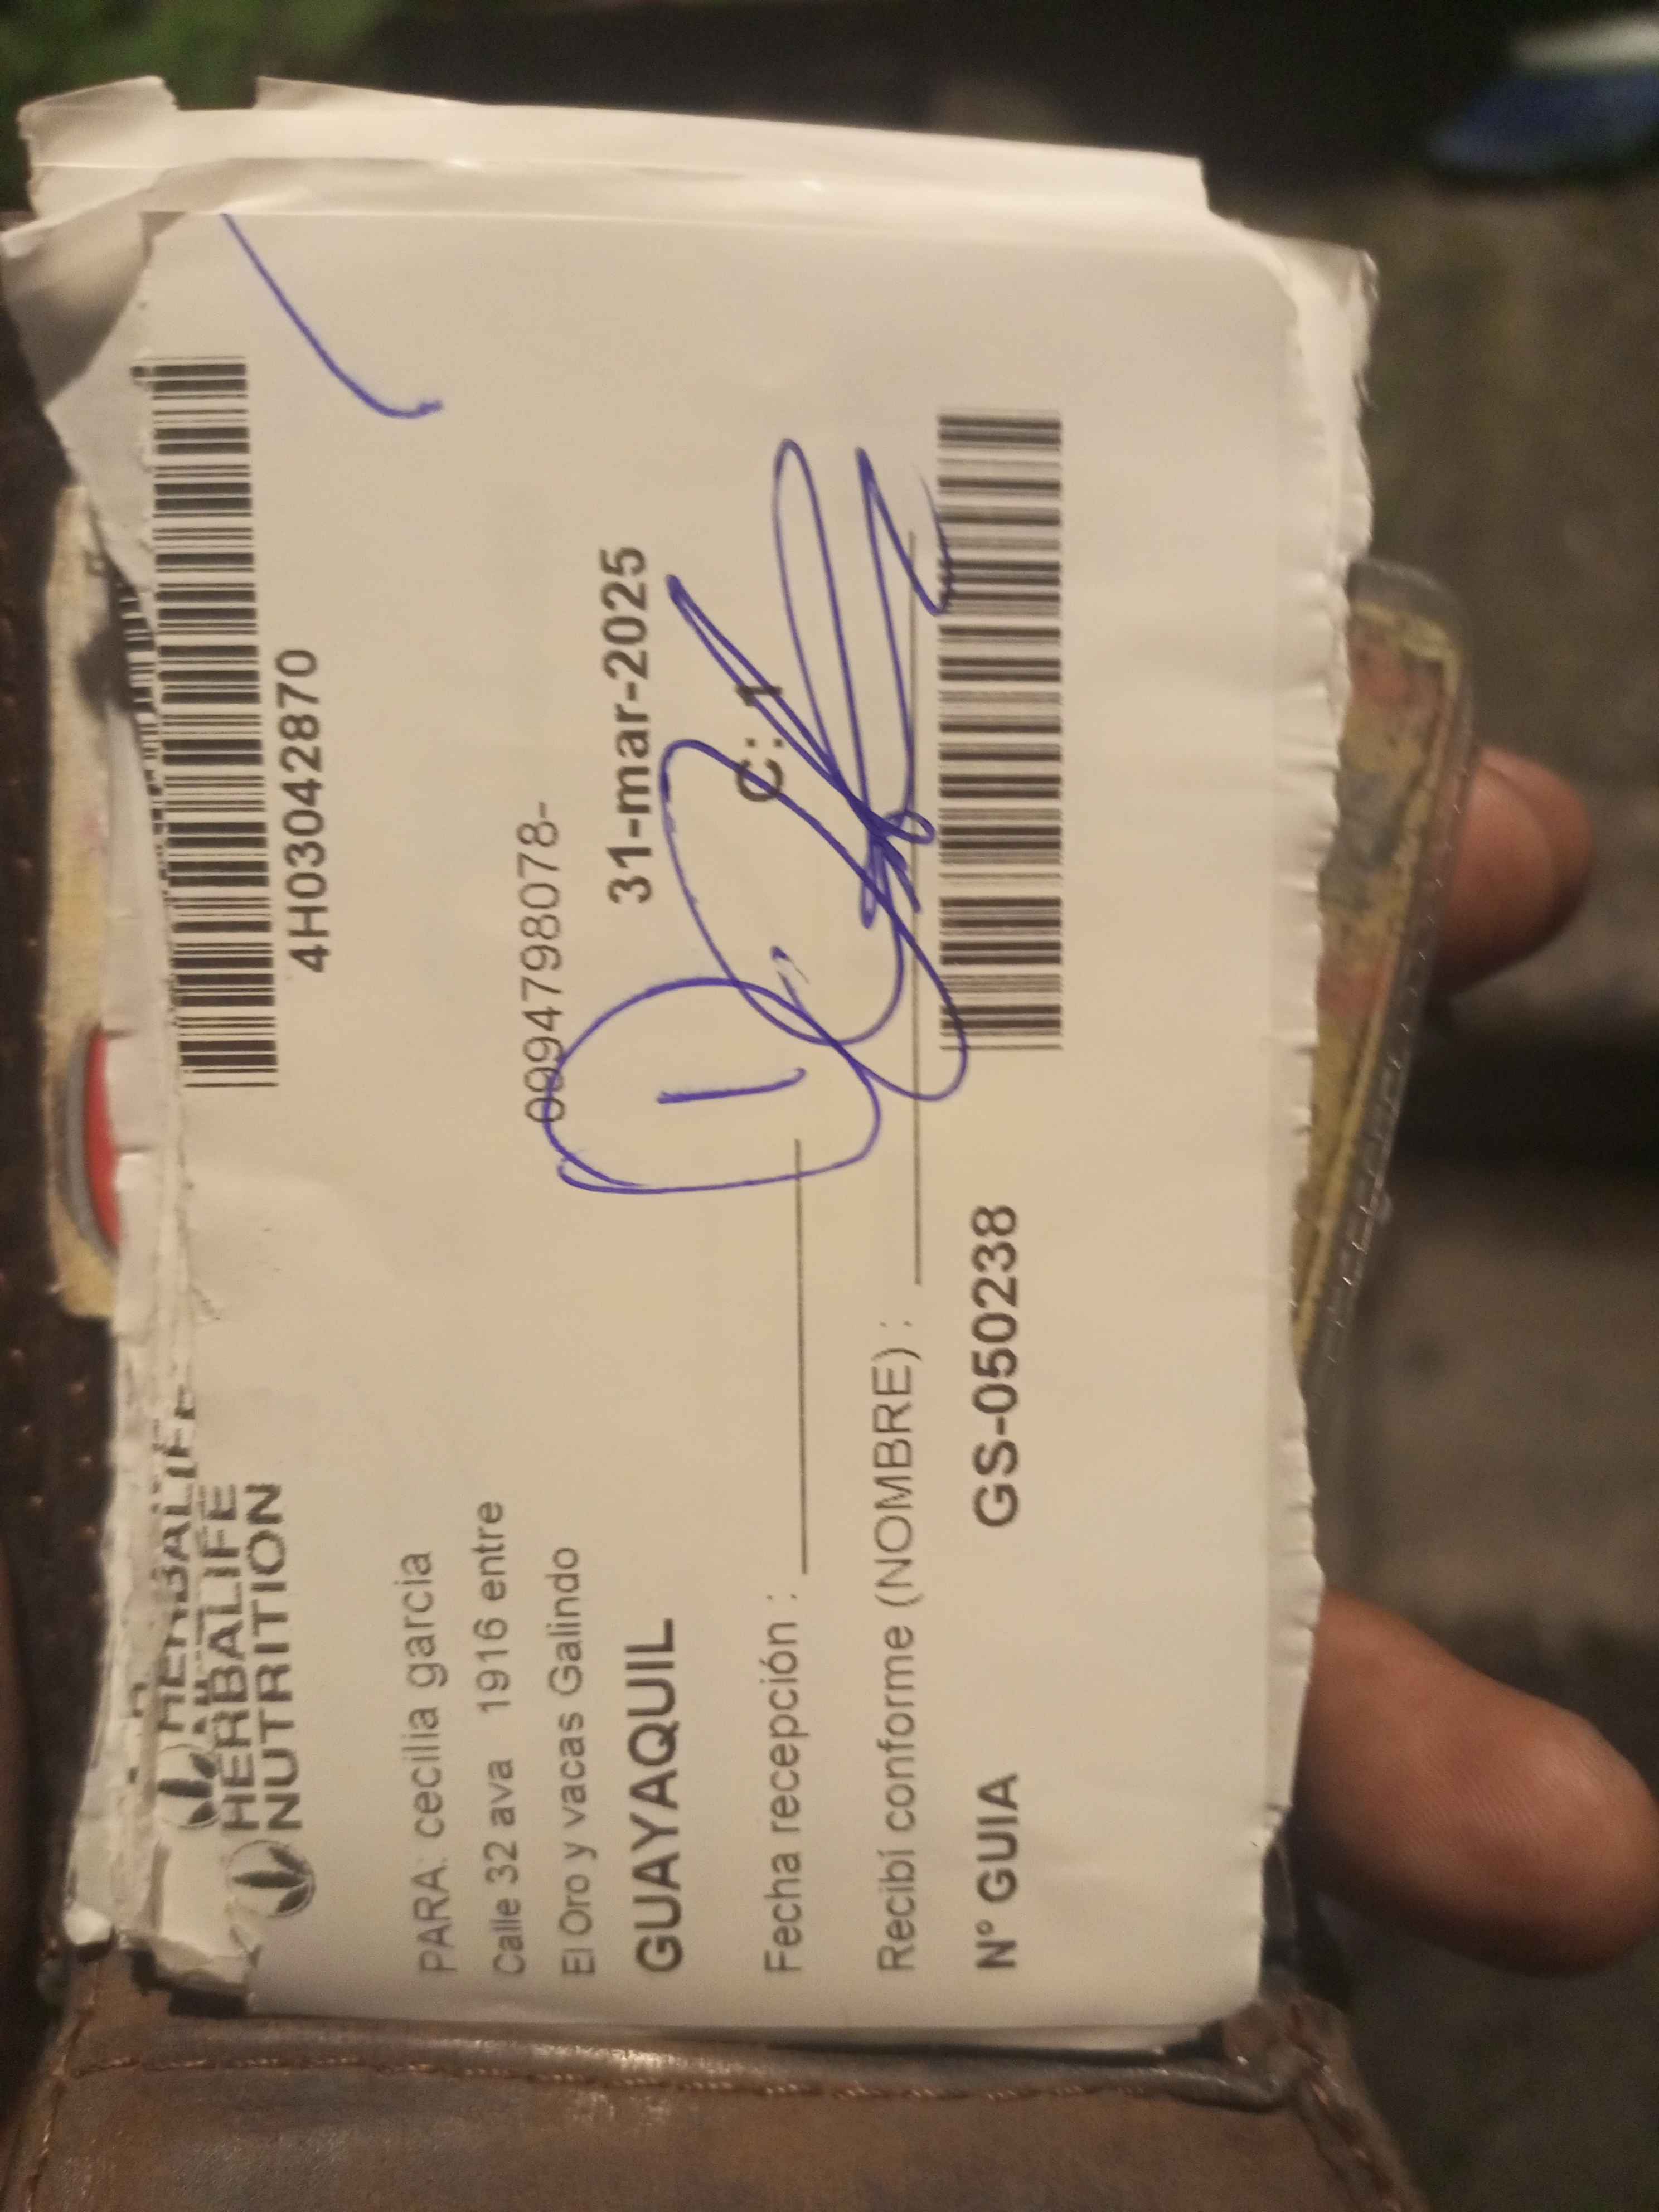 HERBALIFE
HERBALIFE
NUTRITION
4H03042870
PARA: cecilia garcia
Calle 32 ava 1916 entre
0994798078-
El Oro y vacas Galindo
GUAYAQUIL
31-mar-2025
Fecha recepción :
C: 1
Recibí conforme (NOMBRE) :
N° GUIA GS-050238